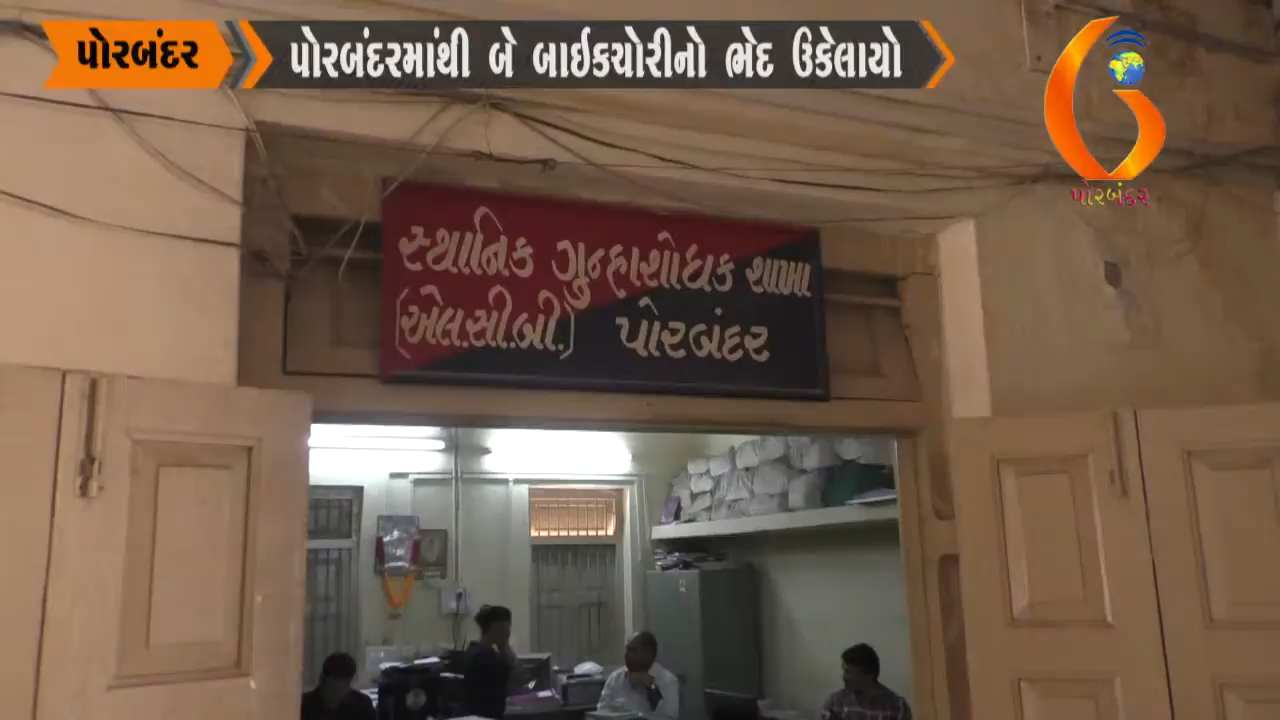 પોરબંદર
પોરબંદરમાંથી બે બાઈકચોરીનો ભેદ ઉકેલાયો
પોરબંદર
સ્થાનિક ગુન્હાશોધક શાખા
(એલ.સી.બી.) પોરબંદર